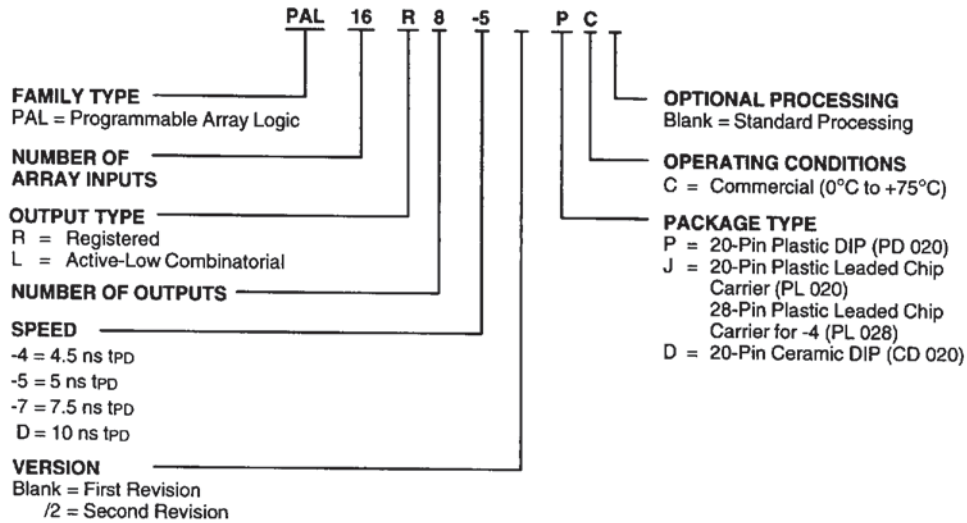 PAL 16 R 8 -5 P C
FAMILY TYPE
PAL = Programmable Array Logic
NUMBER OF
ARRAY INPUTS
OUTPUT TYPE
R = Registered
L = Active-Low Combinatorial
NUMBER OF OUTPUTS
SPEED
-4 = 4.5 ns tPD
-5 = 5 ns tPD
-7 = 7.5 ns tPD
D = 10 ns tPD
VERSION
Blank = First Revision
/2 = Second Revision
OPTIONAL PROCESSING
Blank = Standard Processing
OPERATING CONDITIONS
C = Commercial (0°C to +75°C)
PACKAGE TYPE
P = 20-Pin Plastic DIP (PD 020)
J = 20-Pin Plastic Leaded Chip
Carrier (PL 020)
28-Pin Plastic Leaded Chip
Carrier for -4 (PL 028)
D = 20-Pin Ceramic DIP (CD 020)